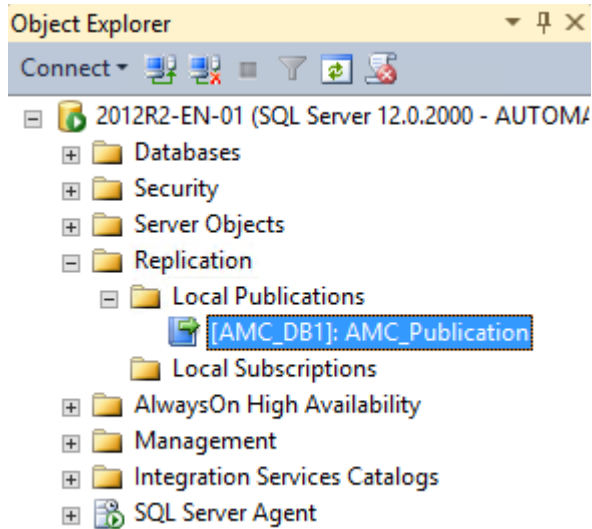 Object Explorer
Connect
2012R2-EN-01 (SQL Server 12.0.2000 - AUTOMA
Databases
Security
Server Objects
Replication
Local Publications
[AMC_DB1]: AMC_Publication
Local Subscriptions
AlwaysOn High Availability
Management
Integration Services Catalogs
SQL Server Agent